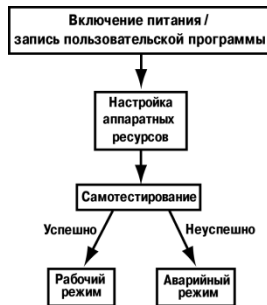 Включение питания /
запись пользовательской программы
Настройка
аппаратных
ресурсов
Самотестирование
Успешно
Неуспешно
Рабочий
режим
Аварийный
режим